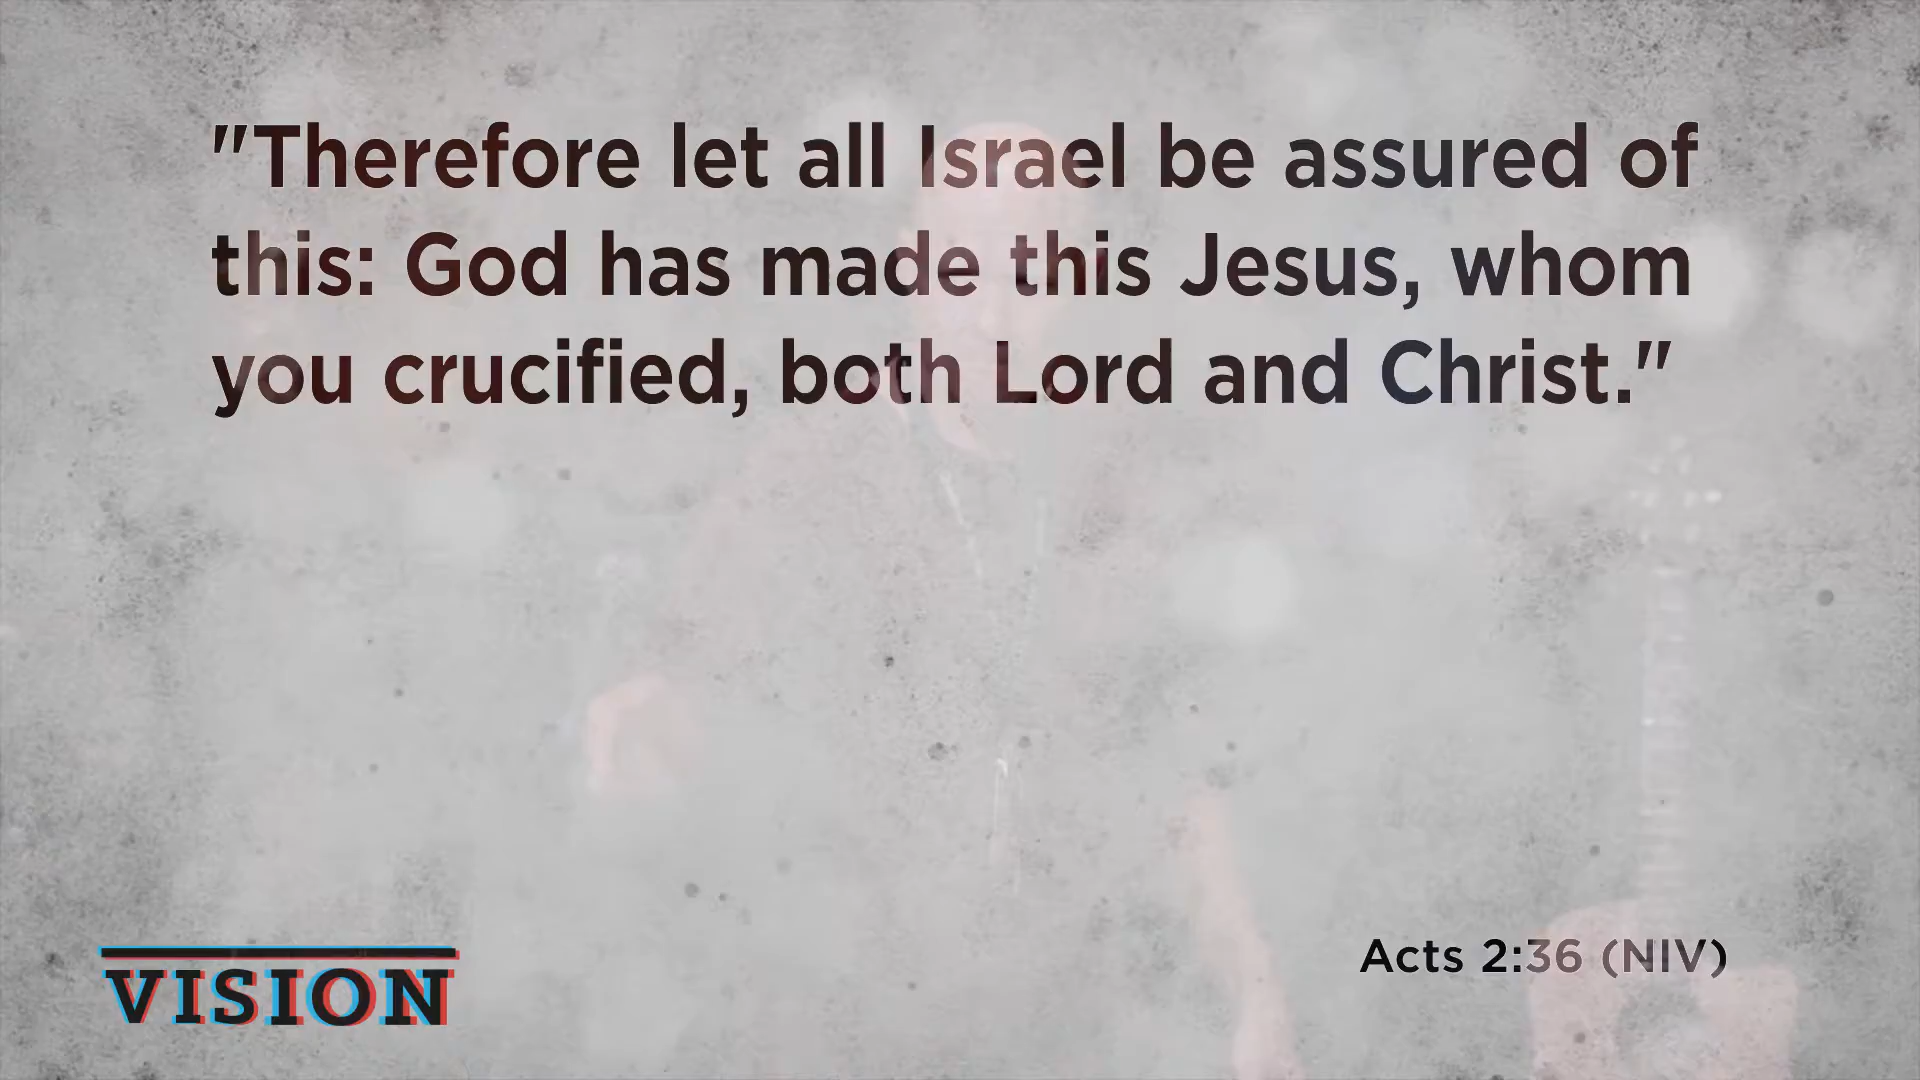 "Therefore let all Israel be assured of
this: God has made this Jesus, whom
you crucified, both Lord and Christ."
VISION
Acts 2:36 (NIV)